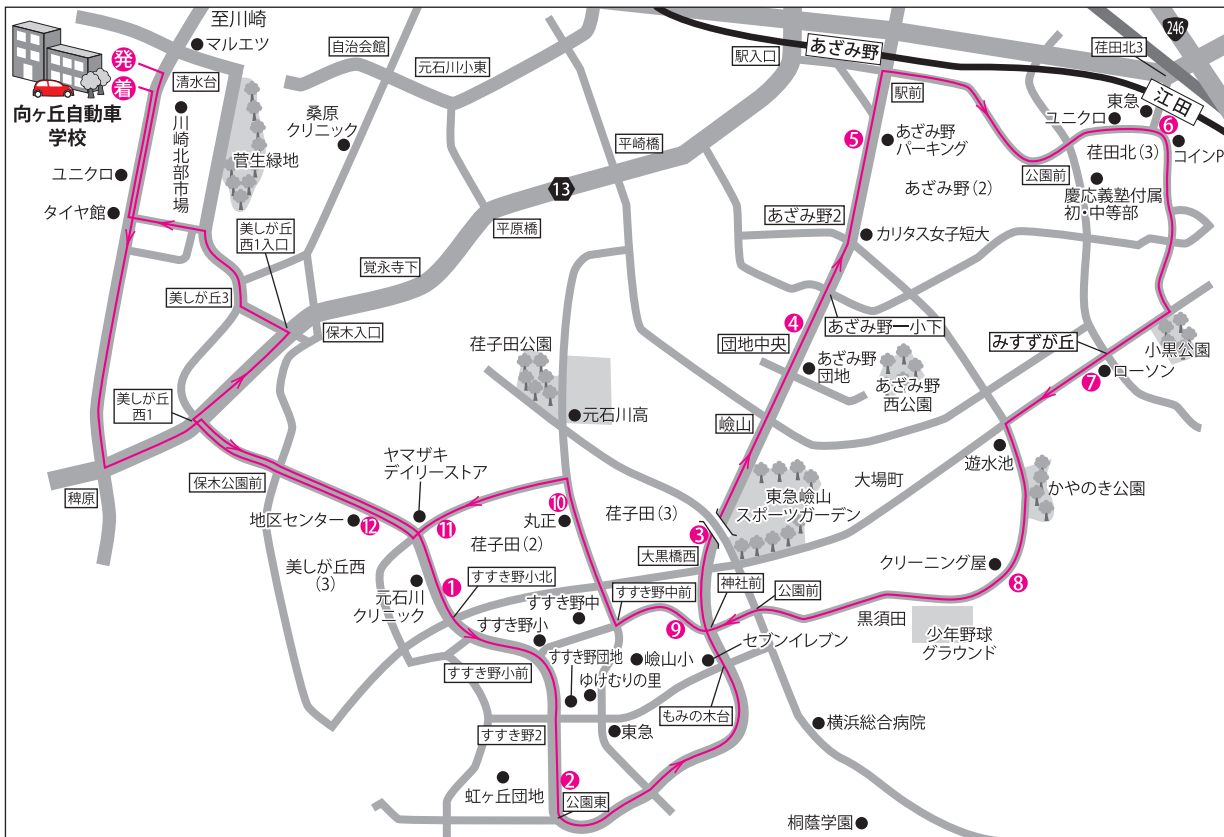 至川崎
マルエツ
発
着
向ヶ丘自動車
学校
清水台
川崎北部市場
菅生緑地
ユニクロ
タイヤ館
自治会館
元石川小東
桑原
クリニック
平崎橋
13
平原橋
覚永寺下
美しが丘
西1入口
美しが丘3
保木入口
美しが丘
西1
稗原
保木公園前
地区センター
12
ヤマザキ
デイリーストア
11
美しが丘西
(3)
元石川
クリニック
1
荏子田(2)
すすき野小北
すすき野中
すすき野小
すすき野小前
すすき野団地
ゆけむりの里
すすき野2
東急
2
虹ヶ丘団地
公園東
駅入口
あざみ野
駅前
246
荏田北3
江田
東急
ユニクロ
6
コインP
荏田北(3)
慶応義塾付属
初・中等部
公園前
5
あざみ野
パーキング
あざみ野(2)
あざみ野2
カリタス女子短大
4
あざみ野一小下
団地中央
あざみ野
団地
あざみ野
西公園
みすずが丘
小黒公園
ローソン
7
荏子田公園
元石川高
嶮山
東急嶮山
スポーツガーデン
大場町
遊水池
かやのき公園
10
丸正
荏子田(3)
3
大黒橋西
すすき野中前
神社前
公園前
9
嶮山小
セブンイレブン
もみの木台
クリーニング屋
8
黒須田
少年野球
グラウンド
横浜総合病院
桐蔭学園